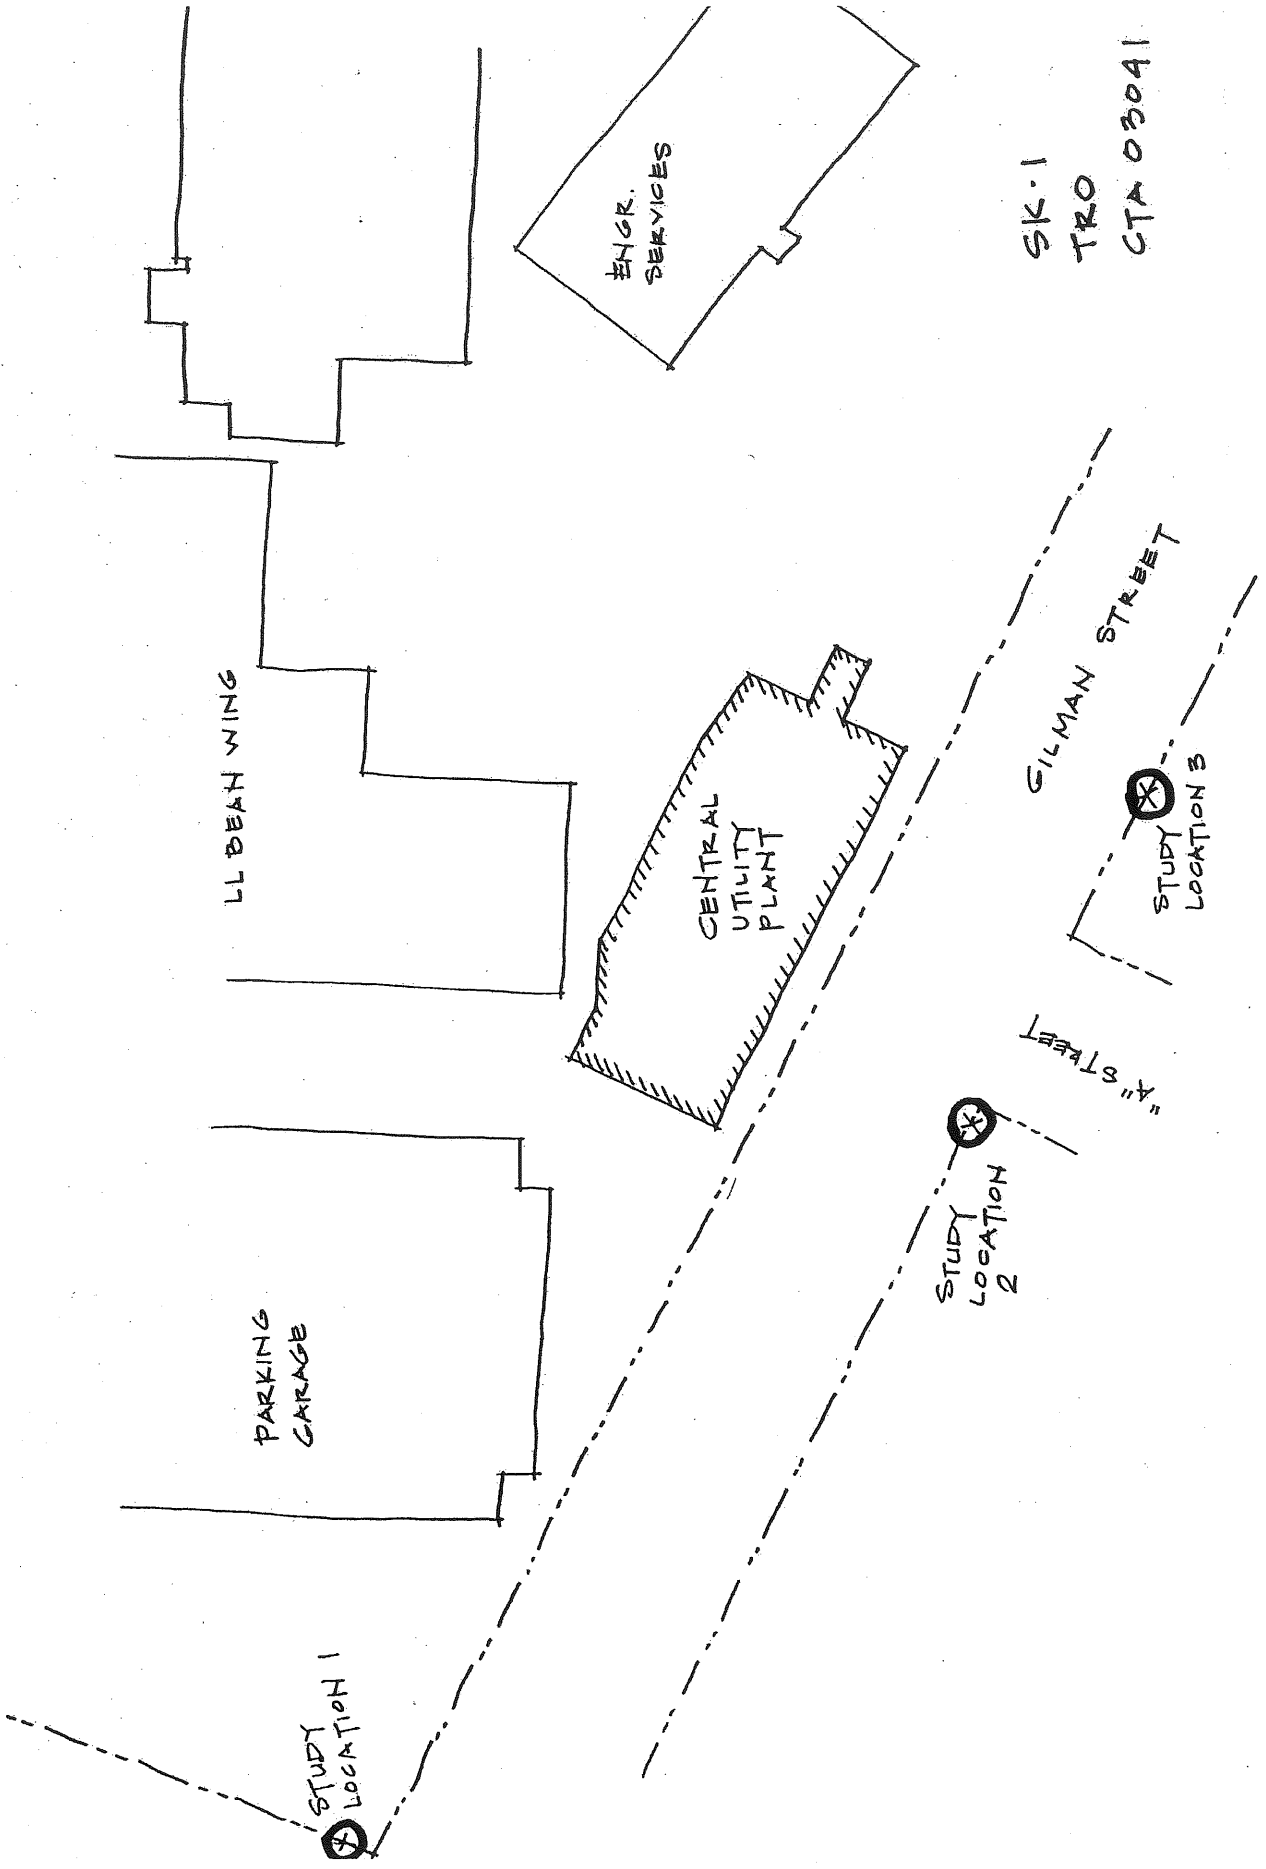 LL BEAN WING
ENGR.
SERVICES
PARKING
GARAGE
CENTRAL
UTILITY
PLANT
GILMAN STREET
"A" STREET
STUDY
LOCATION 1
STUDY
LOCATION
2
STUDY
LOCATION 3
SK·1
TRO
CTA 03041